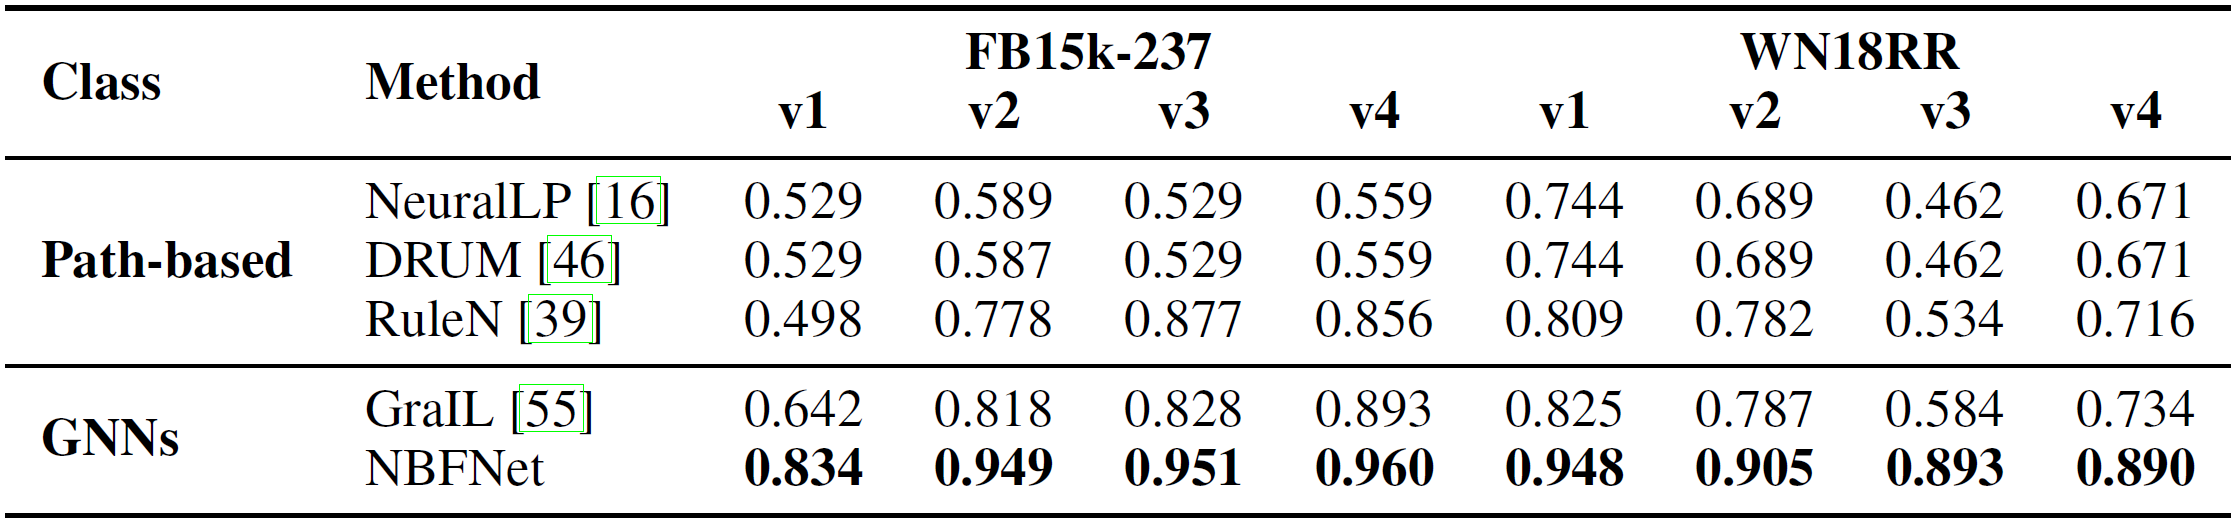 Class Method FB15k-237 WN18RR
v1 v2 v3 v4 v1 v2 v3 v4
Path-based
NeuralLP [16] 0.529 0.589 0.529 0.559 0.744 0.689 0.462 0.671
DRUM [46] 0.529 0.587 0.529 0.559 0.744 0.689 0.462 0.671
RuleN [39] 0.498 0.778 0.877 0.856 0.809 0.782 0.534 0.716
GNNs
GraIL [55] 0.642 0.818 0.828 0.893 0.825 0.787 0.584 0.734
NBFNet 0.834 0.949 0.951 0.960 0.948 0.905 0.893 0.890